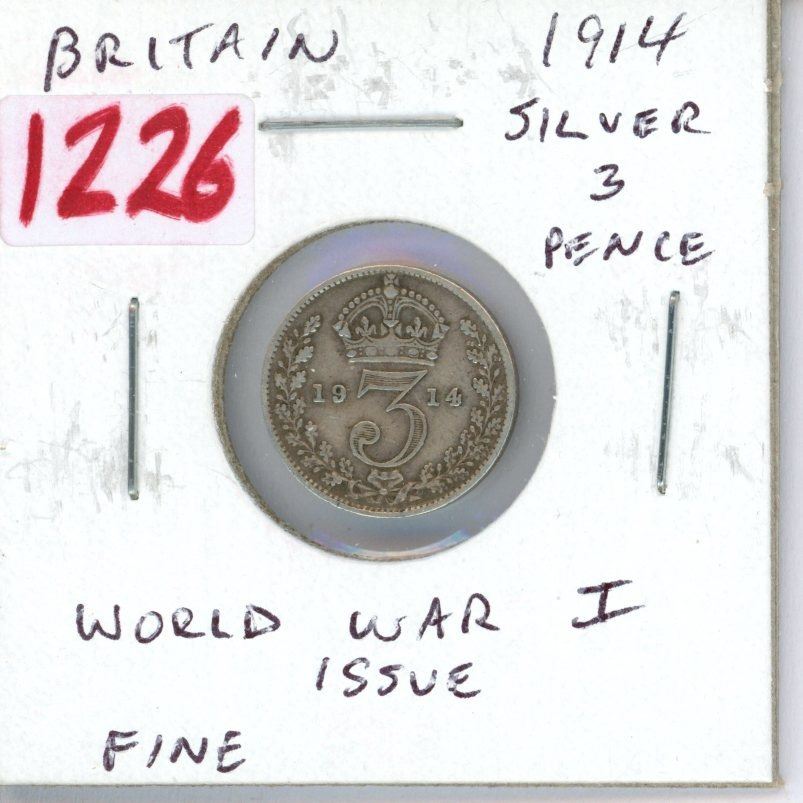 BRITAIN 1914
1226
SILVER
3
PENCE
19 3 14
WORLD WAR I
ISSUE
FINE